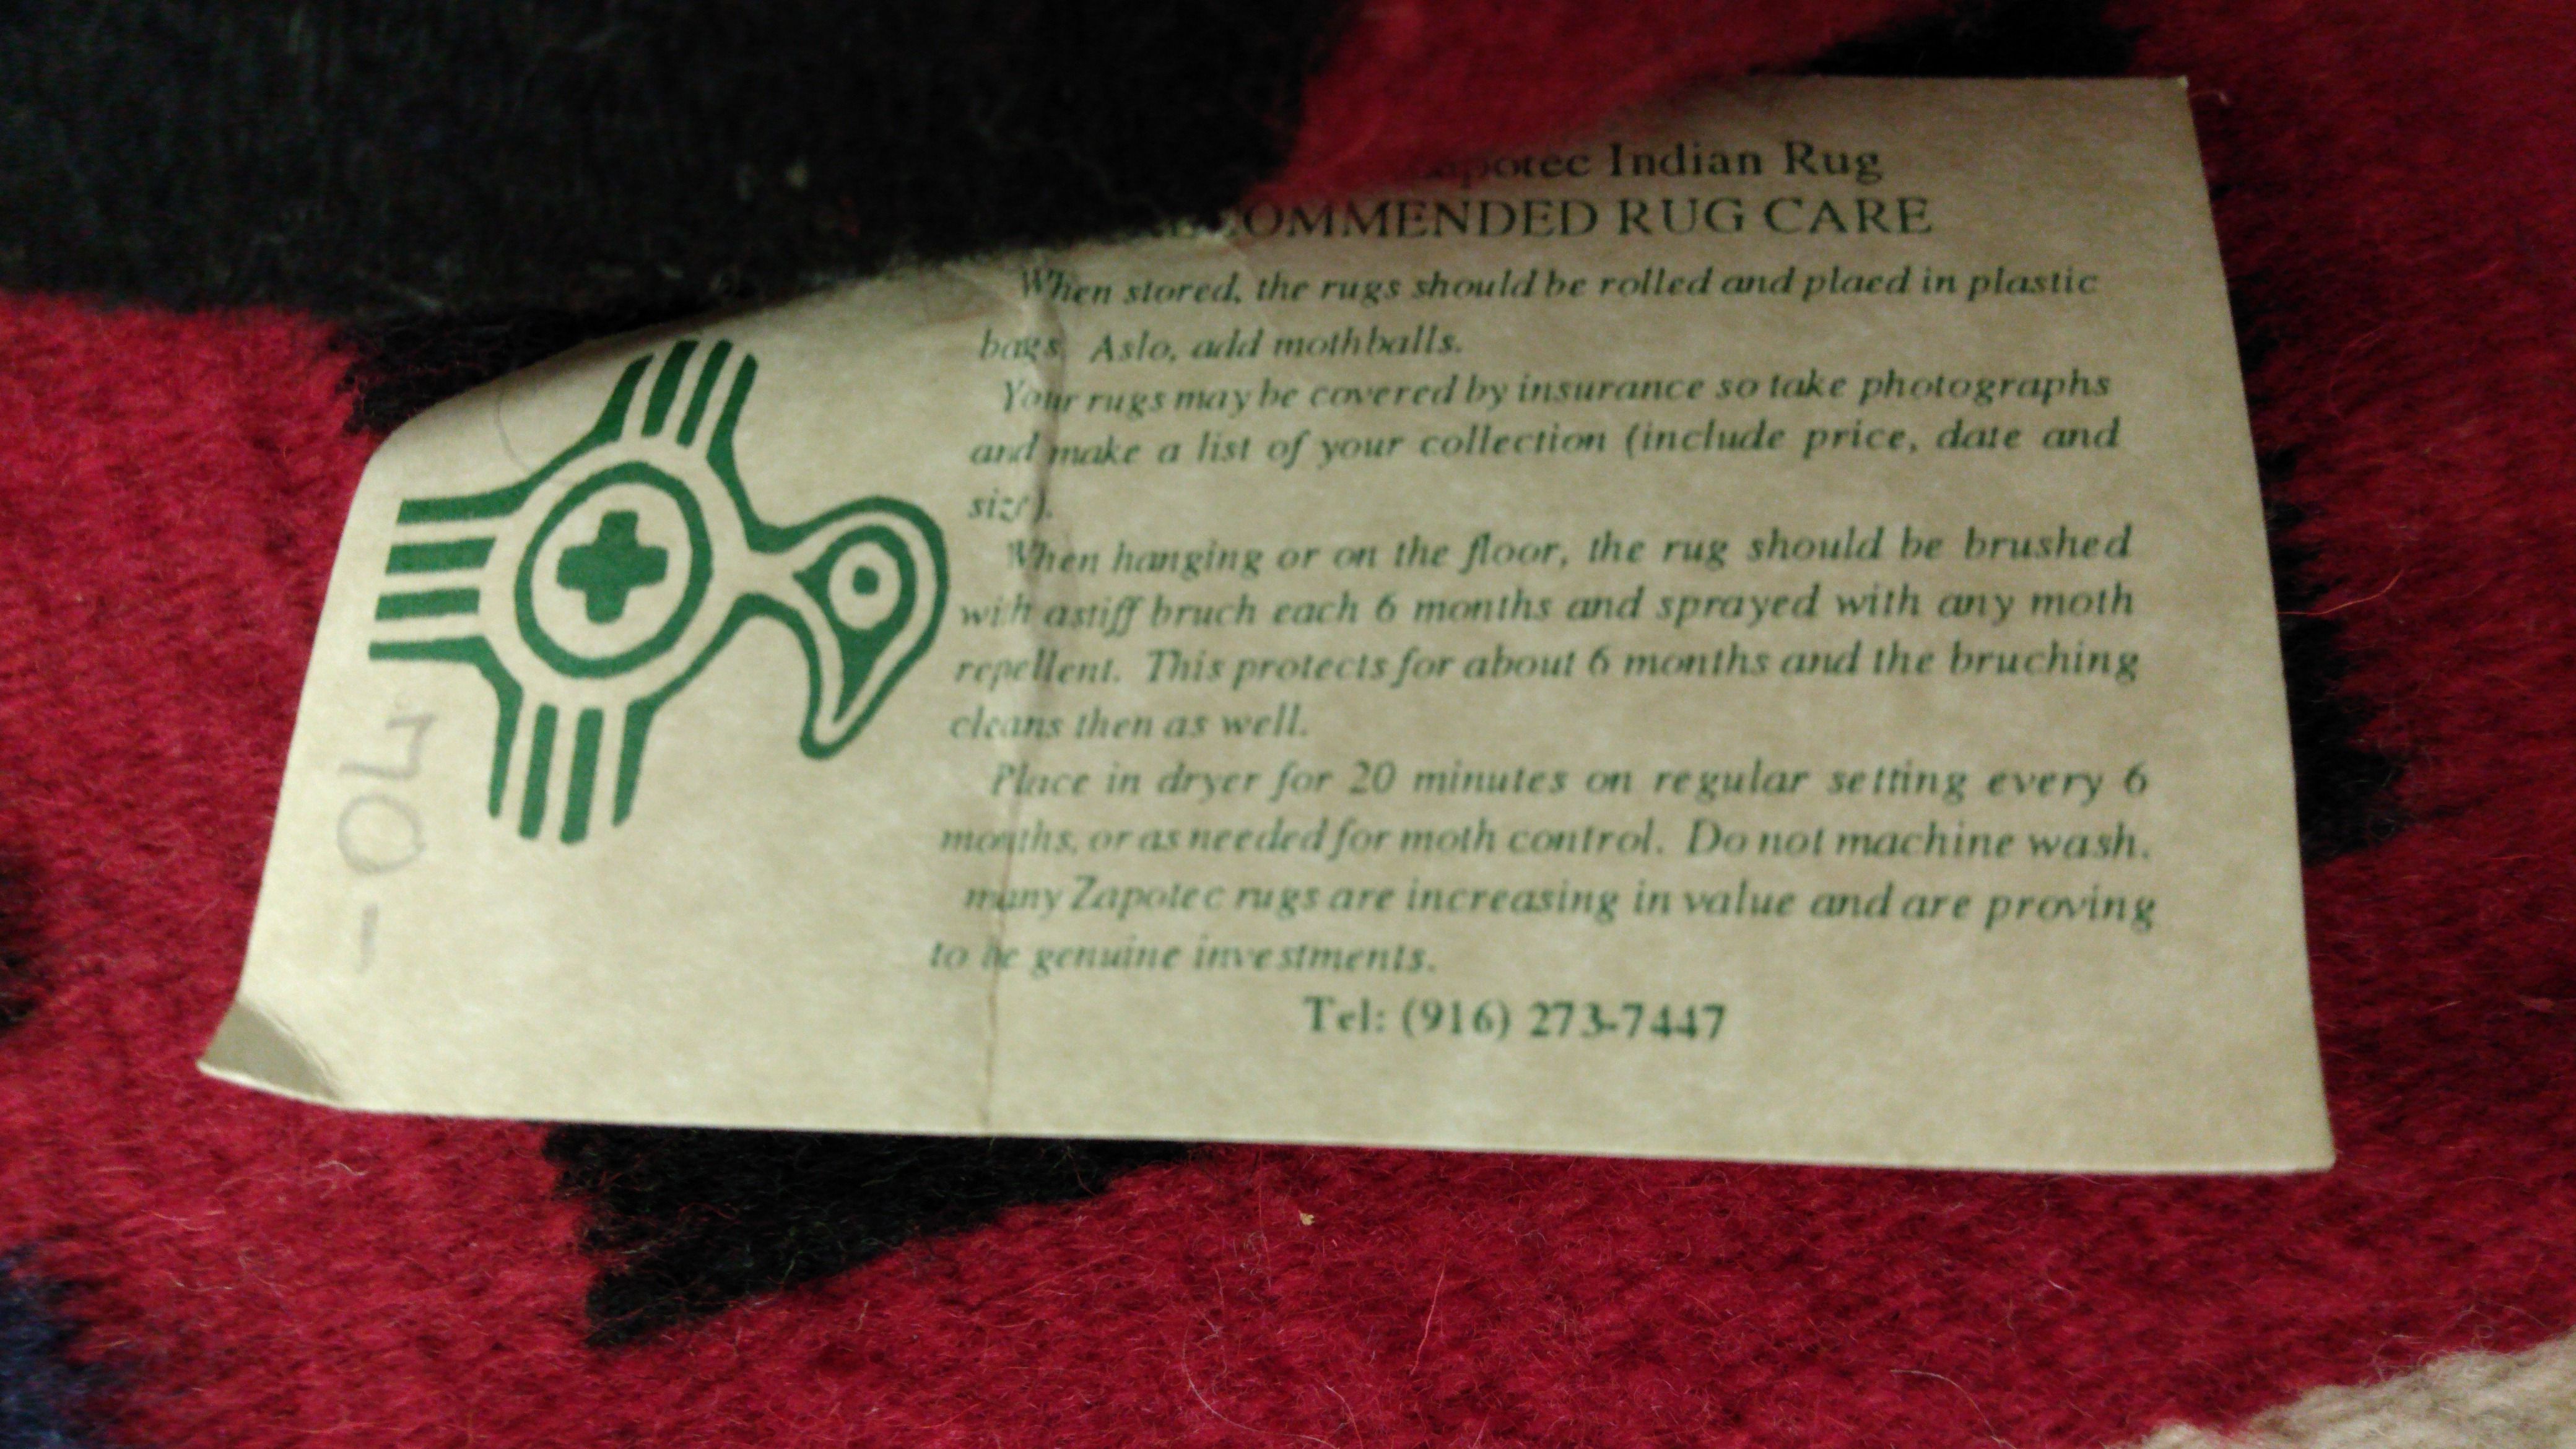 Zapotec Indian Rug
RECOMMENDED RUG CARE
When stored, the rugs should be rolled and plaed in plastic
bags. Aslo, add mothballs.
Your rugs may be covered by insurance so take photographs
and make a list of your collection (include price, date and
size).
When hanging or on the floor, the rug should be brushed
with astiff bruch each 6 months and sprayed with any moth
repellent. This protects for about 6 months and the bruching
cleans then as well.
Place in dryer for 20 minutes on regular setting every 6
months, or as needed for moth control. Do not machine wash.
many Zapotec rugs are increasing in value and are proving
to be genuine investments.
Tel: (916) 273-7447